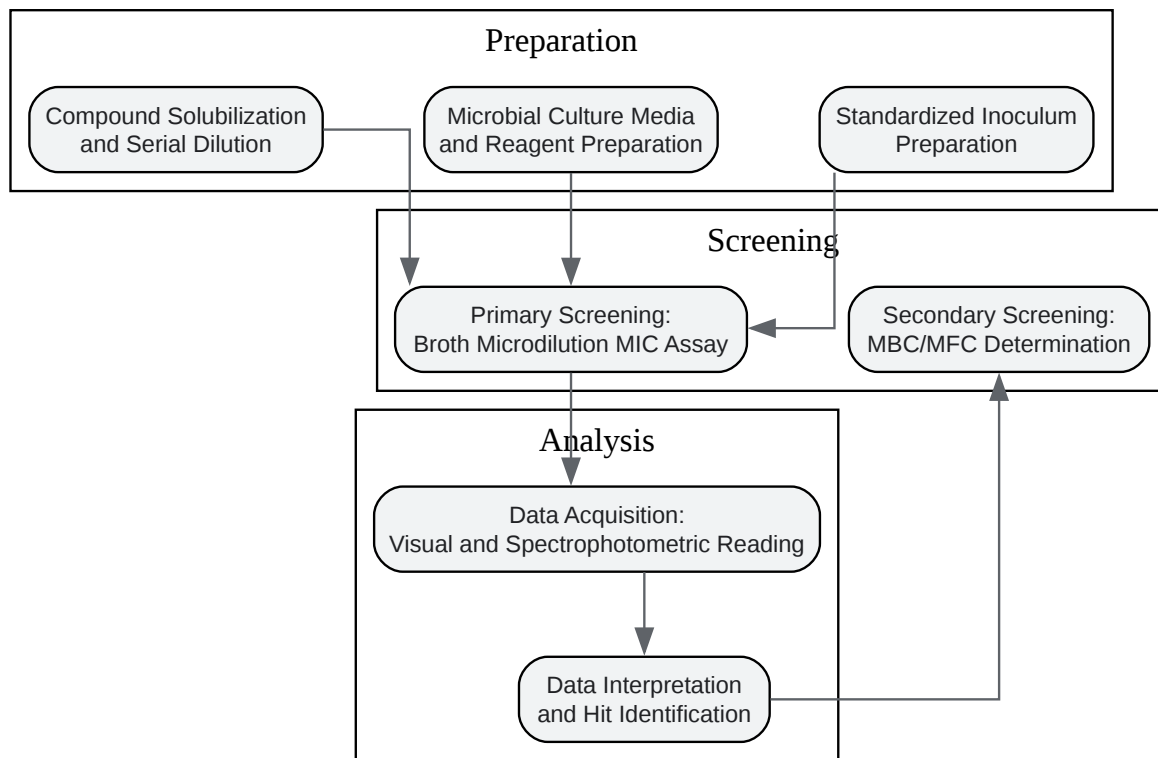 Preparation
Compound Solubilization
and Serial Dilution
Microbial Culture Media
and Reagent Preparation
Standardized Inoculum
Preparation
Screening
Primary Screening:
Broth Microdilution MIC Assay
Secondary Screening:
MBC/MFC Determination
Analysis
Data Acquisition:
Visual and Spectrophotometric Reading
Data Interpretation
and Hit Identification